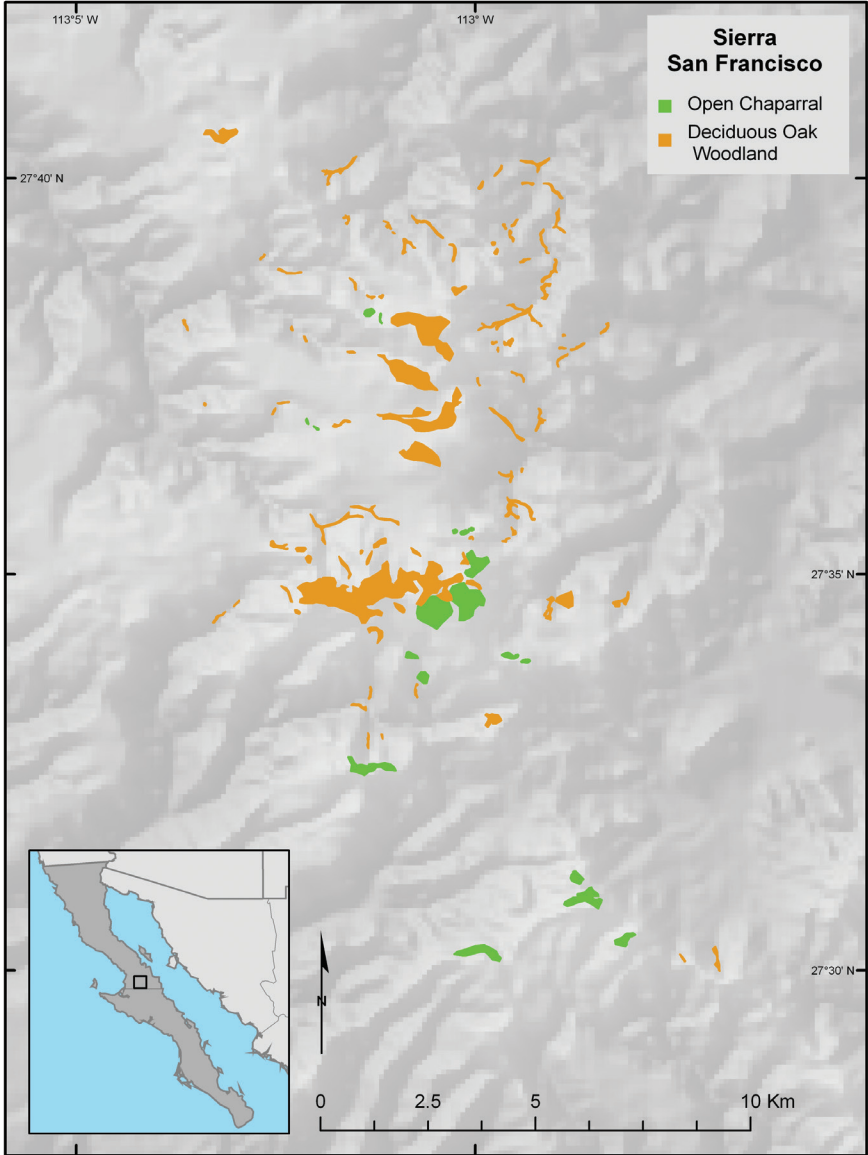 113°5' W
113° W
Sierra
San Francisco
Open Chaparral
Deciduous Oak
Woodland
27°40' N
27°35' N
27°30' N
N
0 2.5 5 10 Km